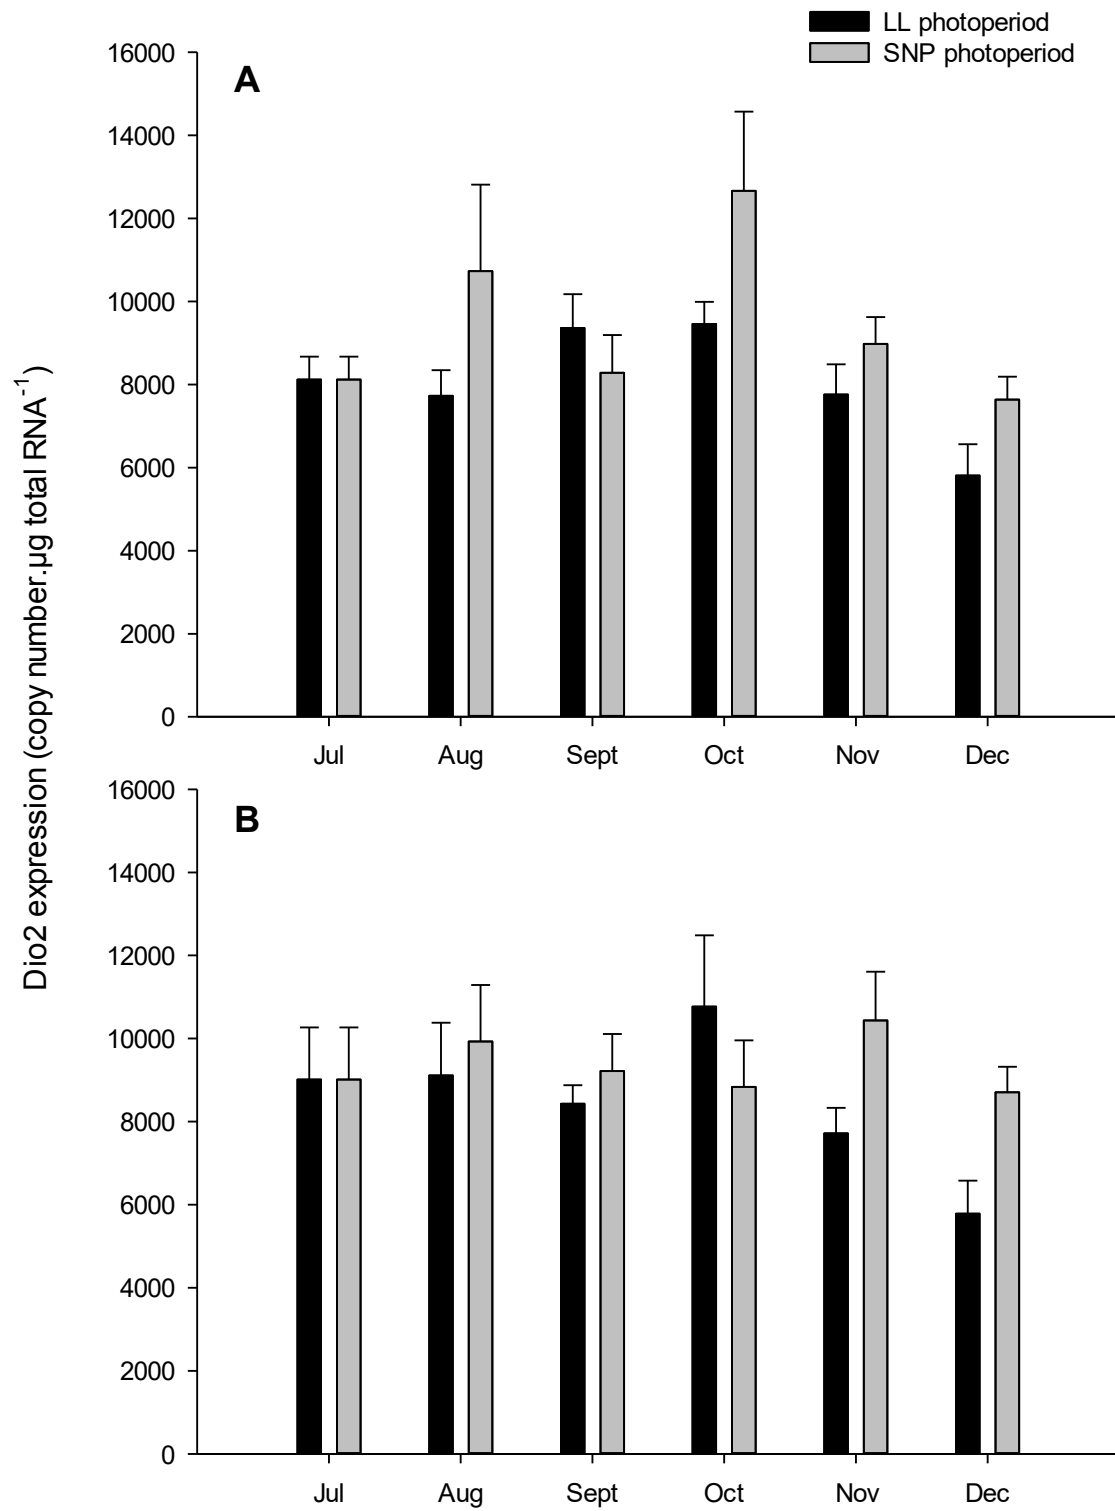 LL photoperiod
SNP photoperiod
A
16000
14000
12000
10000
8000
6000
4000
2000
0
Jul Aug Sept Oct Nov Dec
Dio2 expression (copy number.µg total RNA⁻¹)
B
16000
14000
12000
10000
8000
6000
4000
2000
0
Jul Aug Sept Oct Nov Dec